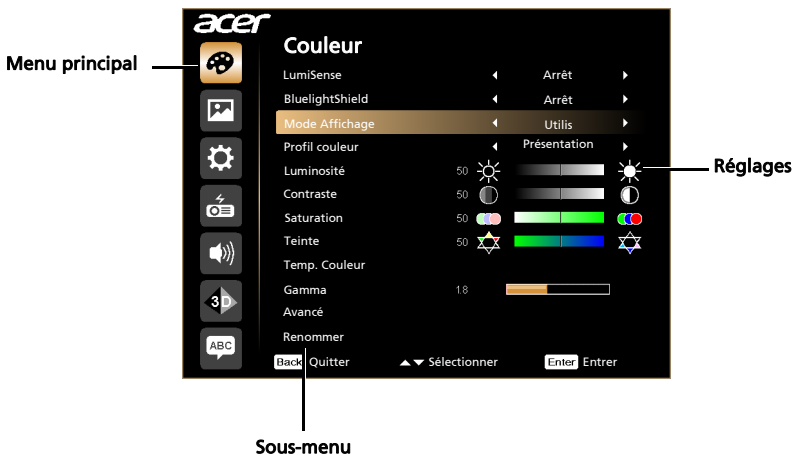 acer
Couleur
Menu principal
LumiSense Arrêt
BluelightShield Arrêt
Mode Affichage Utilis
Profil couleur Présentation
Luminosité 50
Réglages
Contraste 50
Saturation 50
Teinte 50
Temp. Couleur
Gamma 1.8
3D
Avancé
Renommer
ABC
Back Quitter Sélectionner Enter Entrer
Sous-menu